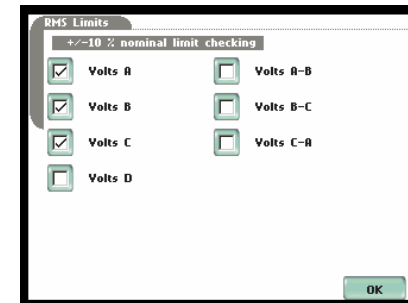 RMS Limits
+/-10 % nominal limit checking
Volts A
Volts A-B
Volts B
Volts B-C
Volts C
Volts C-A
Volts D
OK